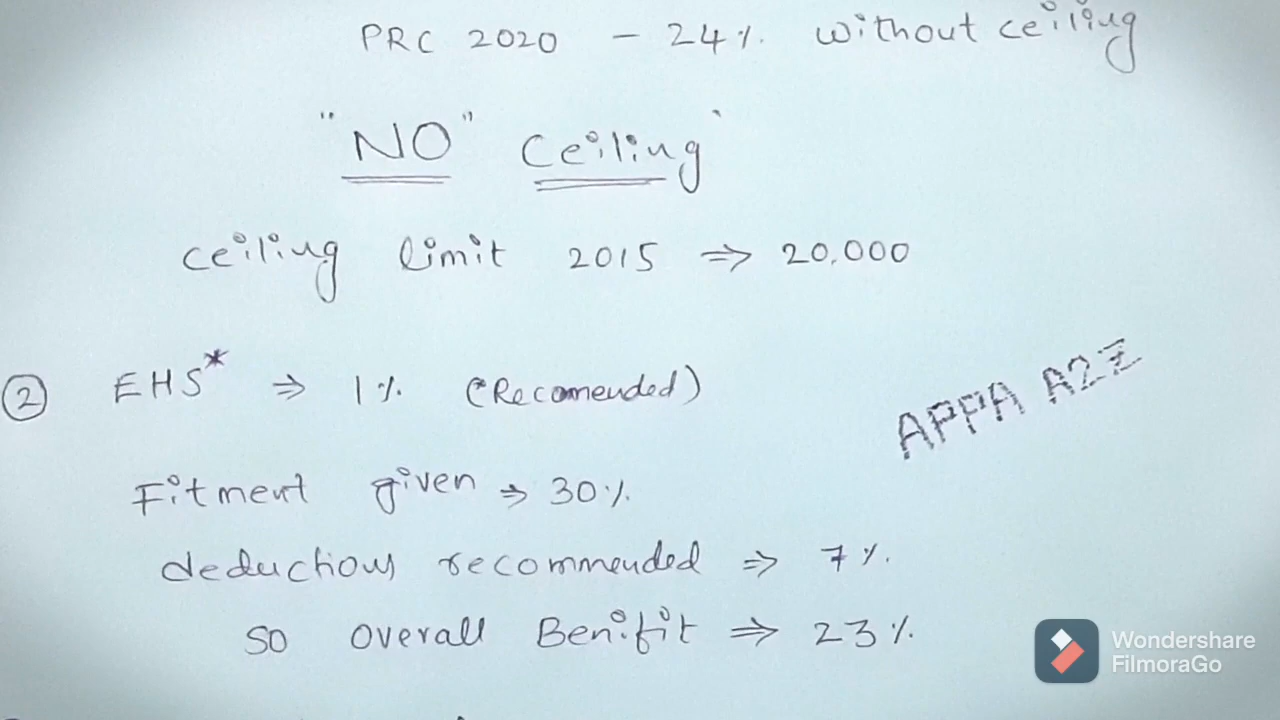 PRC 2020 - 24%. without ceiling
"NO" Ceiling
ceiling limit 2015 ⇒ 20.000
② EHS* ⇒ 1%. (Recomended)
APPA A2Z
Fitment given ⇒ 30%.
deductions recommended ⇒ 7%.
so overall Benifit ⇒ 23%.
Wondershare
FilmoraGo